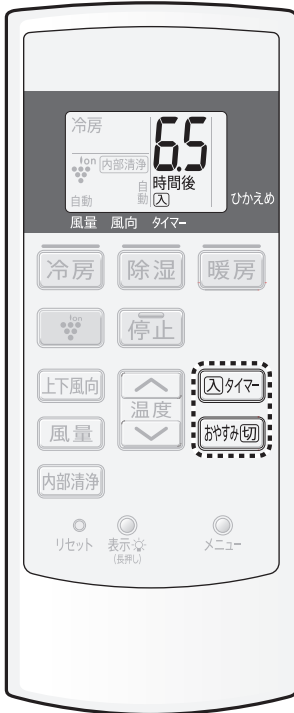 冷房
6.5
ion
内部清浄
自動
自動
時間後
入
ひかえめ
風量 風向 タイマー
冷房 除湿 暖房
ion
停止
上下風向
温度
入タイマー
風量
おやすみ切
内部清浄
リセット 表示
(長押し)
メニュー